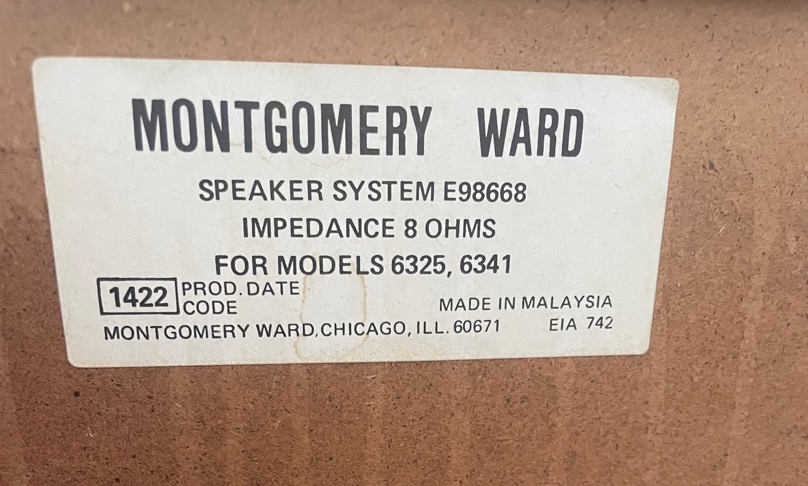 MONTGOMERY WARD
SPEAKER SYSTEM E98668
IMPEDANCE 8 OHMS
FOR MODELS 6325, 6341
1422 PROD. DATE
CODE
MADE IN MALAYSIA
MONTGOMERY WARD, CHICAGO, ILL. 60671 EIA 742